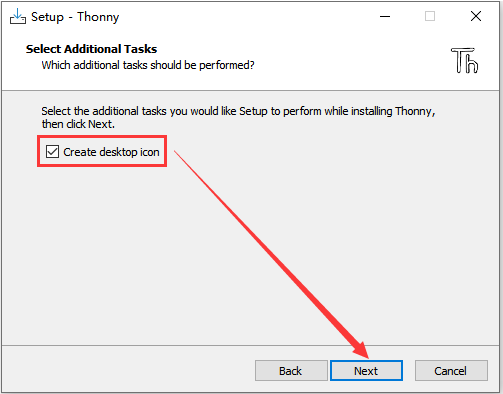 Setup - Thonny
Select Additional Tasks
Which additional tasks should be performed?
Th
Select the additional tasks you would like Setup to perform while installing Thonny,
then click Next.
Create desktop icon
Back
Next
Cancel